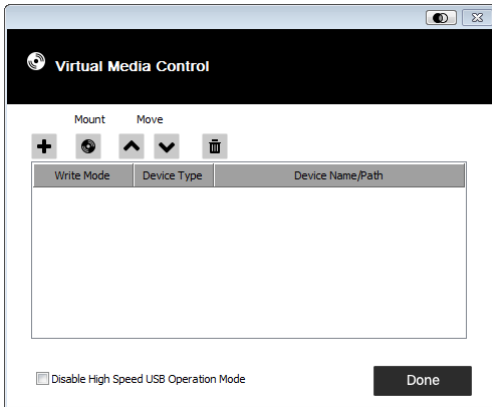 Virtual Media Control
Mount Move
Write Mode Device Type Device Name/Path
Disable High Speed USB Operation Mode
Done